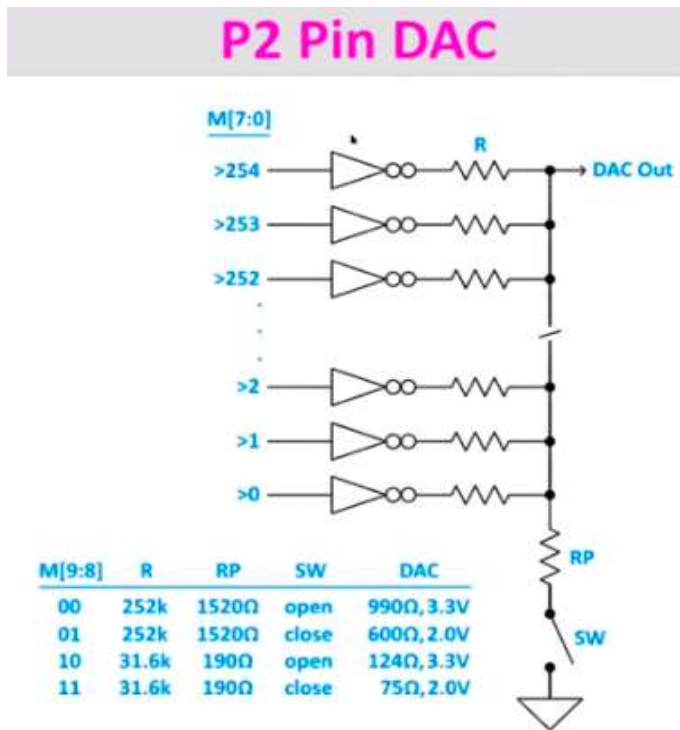 P2 Pin DAC
M[7:0]
R
>254
DAC Out
>253
>252
>2
>1
>0
RP
M[9:8] R RP SW DAC
00 252k 1520Ω open 990Ω,3.3V
01 252k 1520Ω close 600Ω,2.0V
SW
10 31.6k 190Ω open 124Ω,3.3V
11 31.6k 190Ω close 75Ω,2.0V